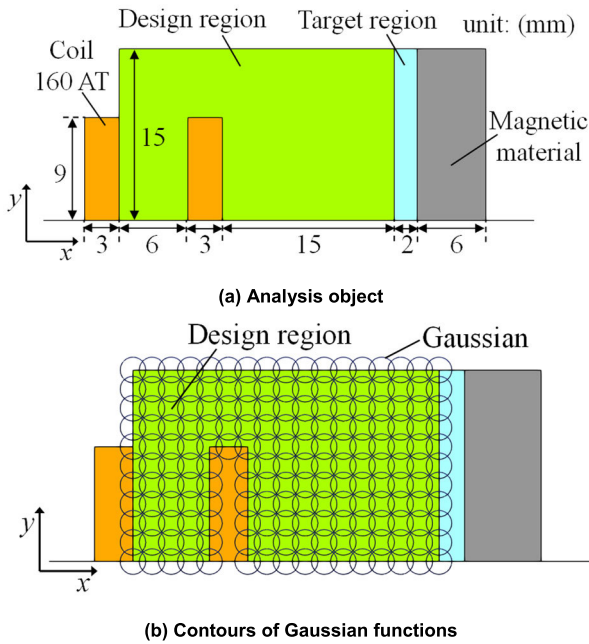 Design region
Target region
unit: (mm)
Coil
160 AT
15
9
Magnetic
material
y
x
3
6
3
15
2
6
(a) Analysis object
Design region
Gaussian
y
x
(b) Contours of Gaussian functions